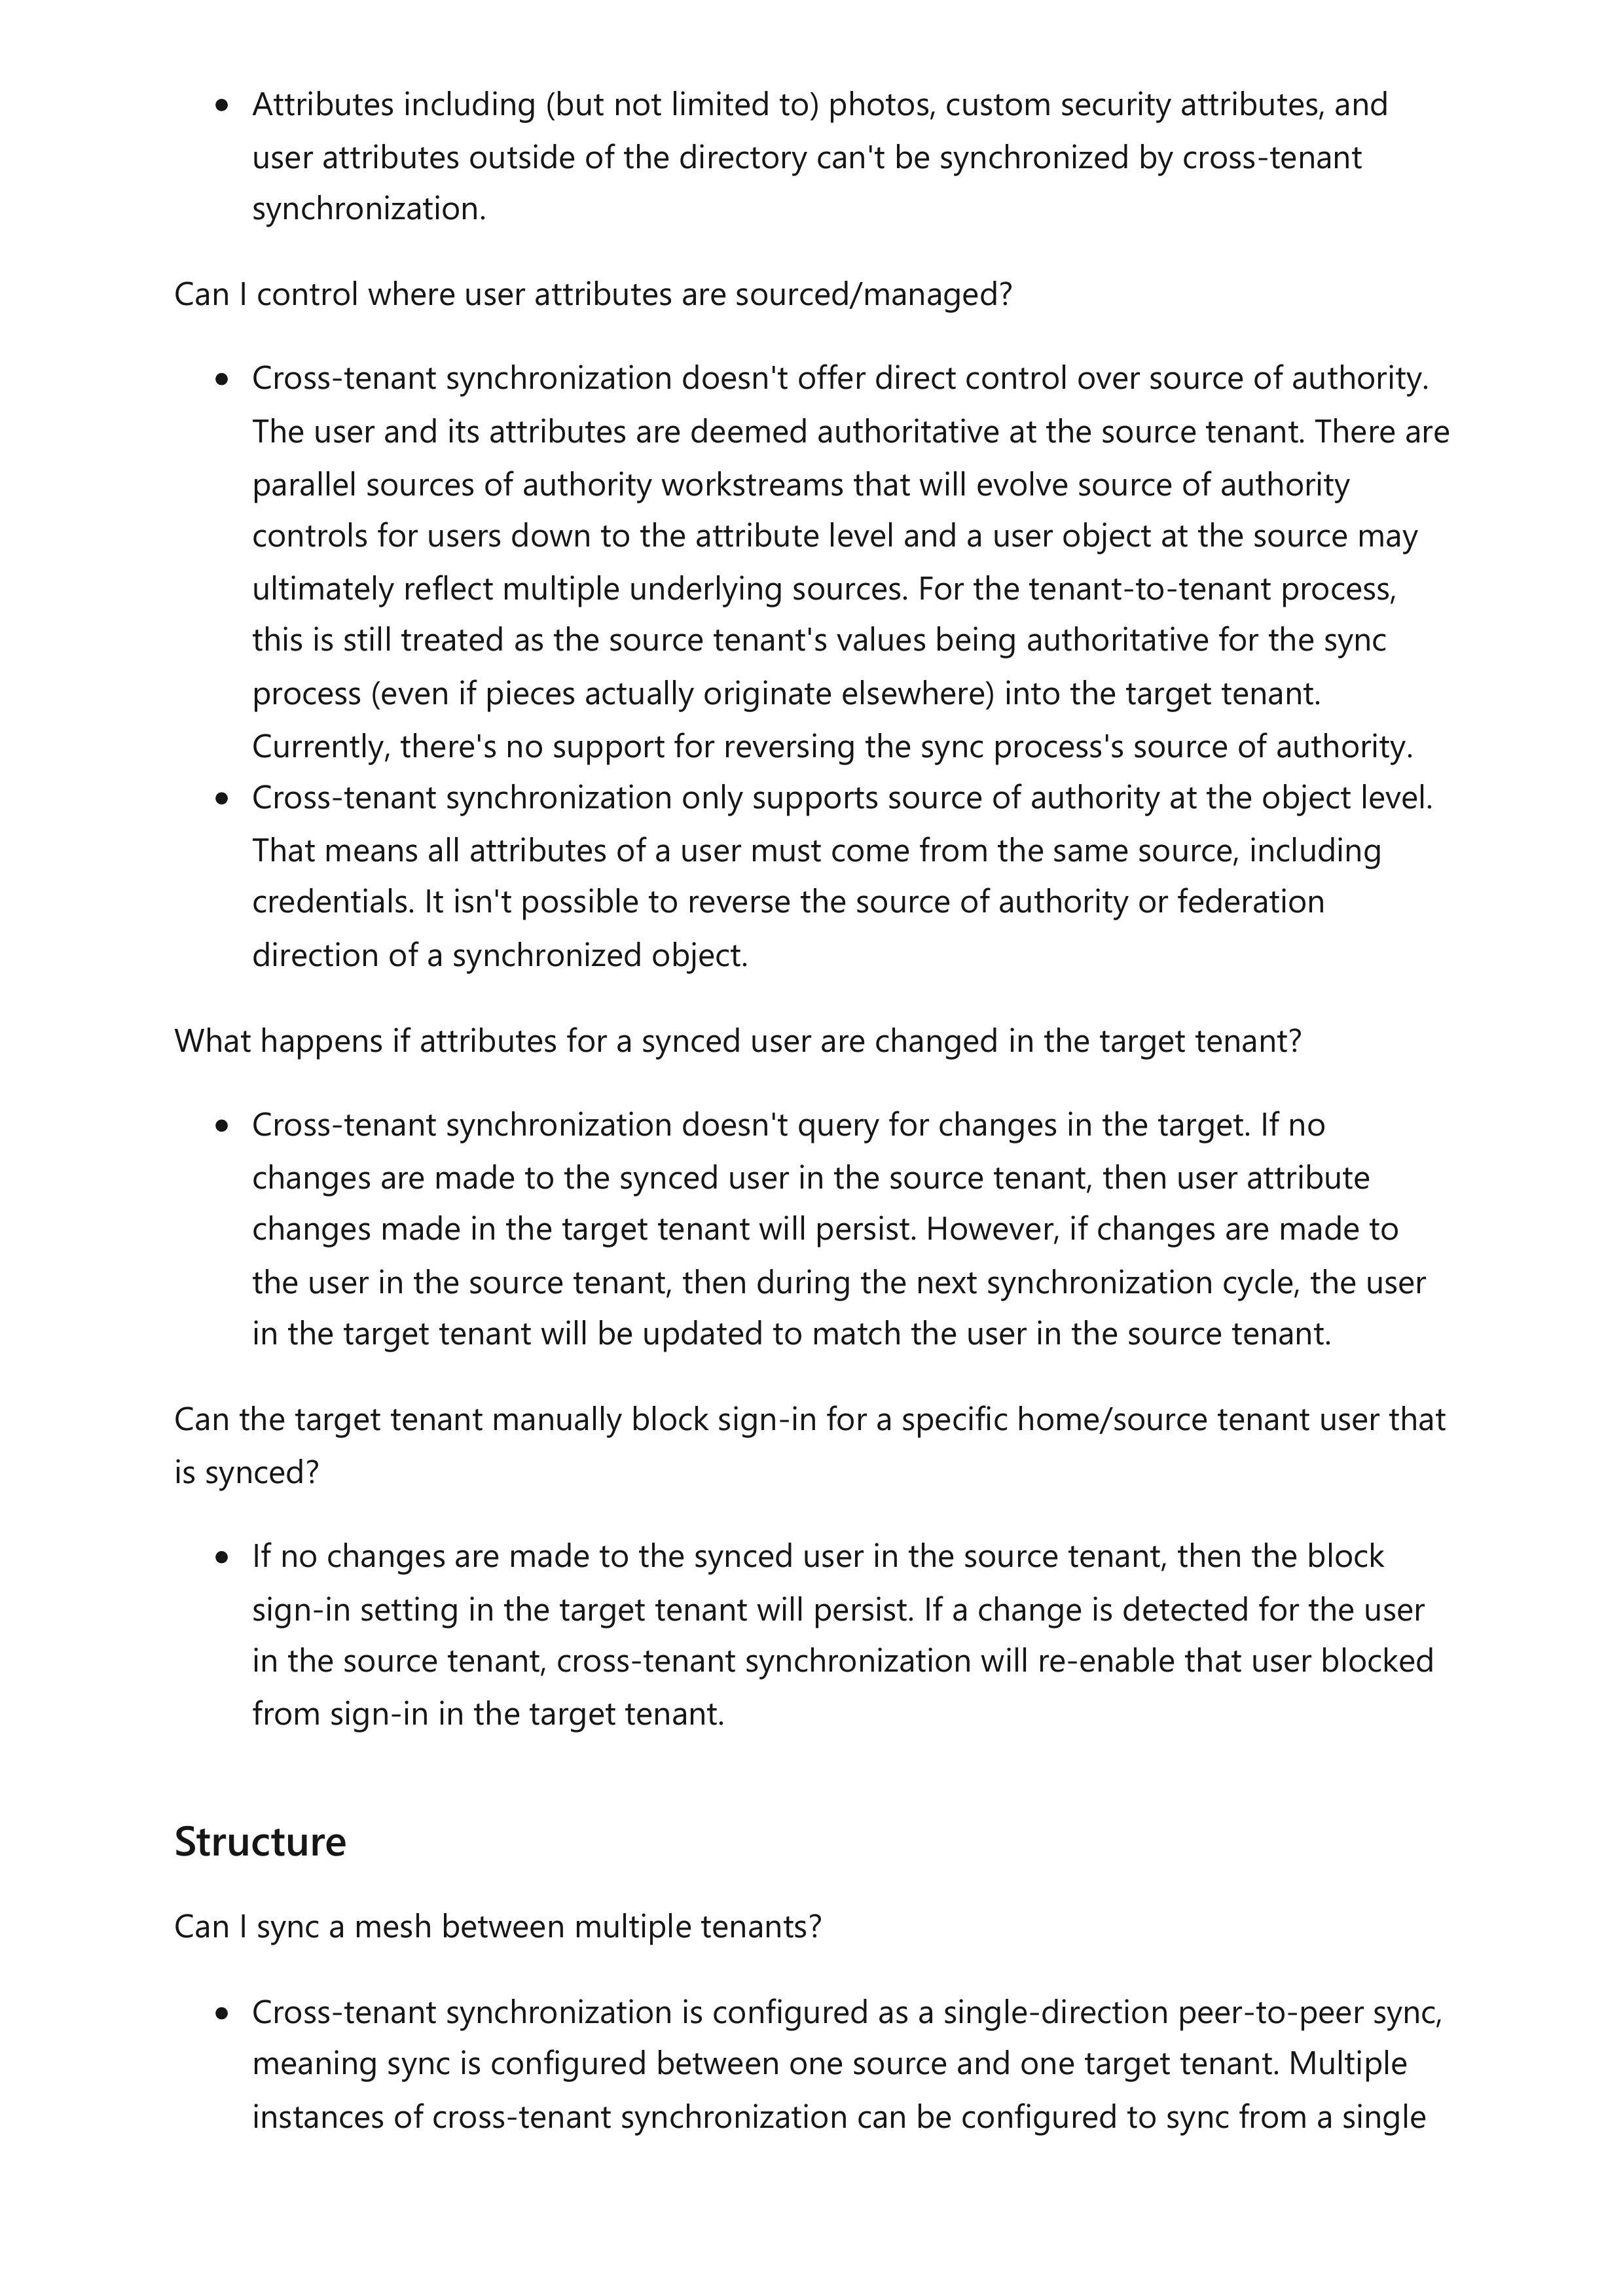 • Attributes including (but not limited to) photos, custom security attributes, and
user attributes outside of the directory can't be synchronized by cross-tenant
synchronization.
Can I control where user attributes are sourced/managed?
• Cross-tenant synchronization doesn't offer direct control over source of authority.
The user and its attributes are deemed authoritative at the source tenant. There are
parallel sources of authority workstreams that will evolve source of authority
controls for users down to the attribute level and a user object at the source may
ultimately reflect multiple underlying sources. For the tenant-to-tenant process,
this is still treated as the source tenant's values being authoritative for the sync
process (even if pieces actually originate elsewhere) into the target tenant.
Currently, there's no support for reversing the sync process's source of authority.
• Cross-tenant synchronization only supports source of authority at the object level.
That means all attributes of a user must come from the same source, including
credentials. It isn't possible to reverse the source of authority or federation
direction of a synchronized object.
What happens if attributes for a synced user are changed in the target tenant?
• Cross-tenant synchronization doesn't query for changes in the target. If no
changes are made to the synced user in the source tenant, then user attribute
changes made in the target tenant will persist. However, if changes are made to
the user in the source tenant, then during the next synchronization cycle, the user
in the target tenant will be updated to match the user in the source tenant.
Can the target tenant manually block sign-in for a specific home/source tenant user that
is synced?
• If no changes are made to the synced user in the source tenant, then the block
sign-in setting in the target tenant will persist. If a change is detected for the user
in the source tenant, cross-tenant synchronization will re-enable that user blocked
from sign-in in the target tenant.
Structure
Can I sync a mesh between multiple tenants?
• Cross-tenant synchronization is configured as a single-direction peer-to-peer sync,
meaning sync is configured between one source and one target tenant. Multiple
instances of cross-tenant synchronization can be configured to sync from a single